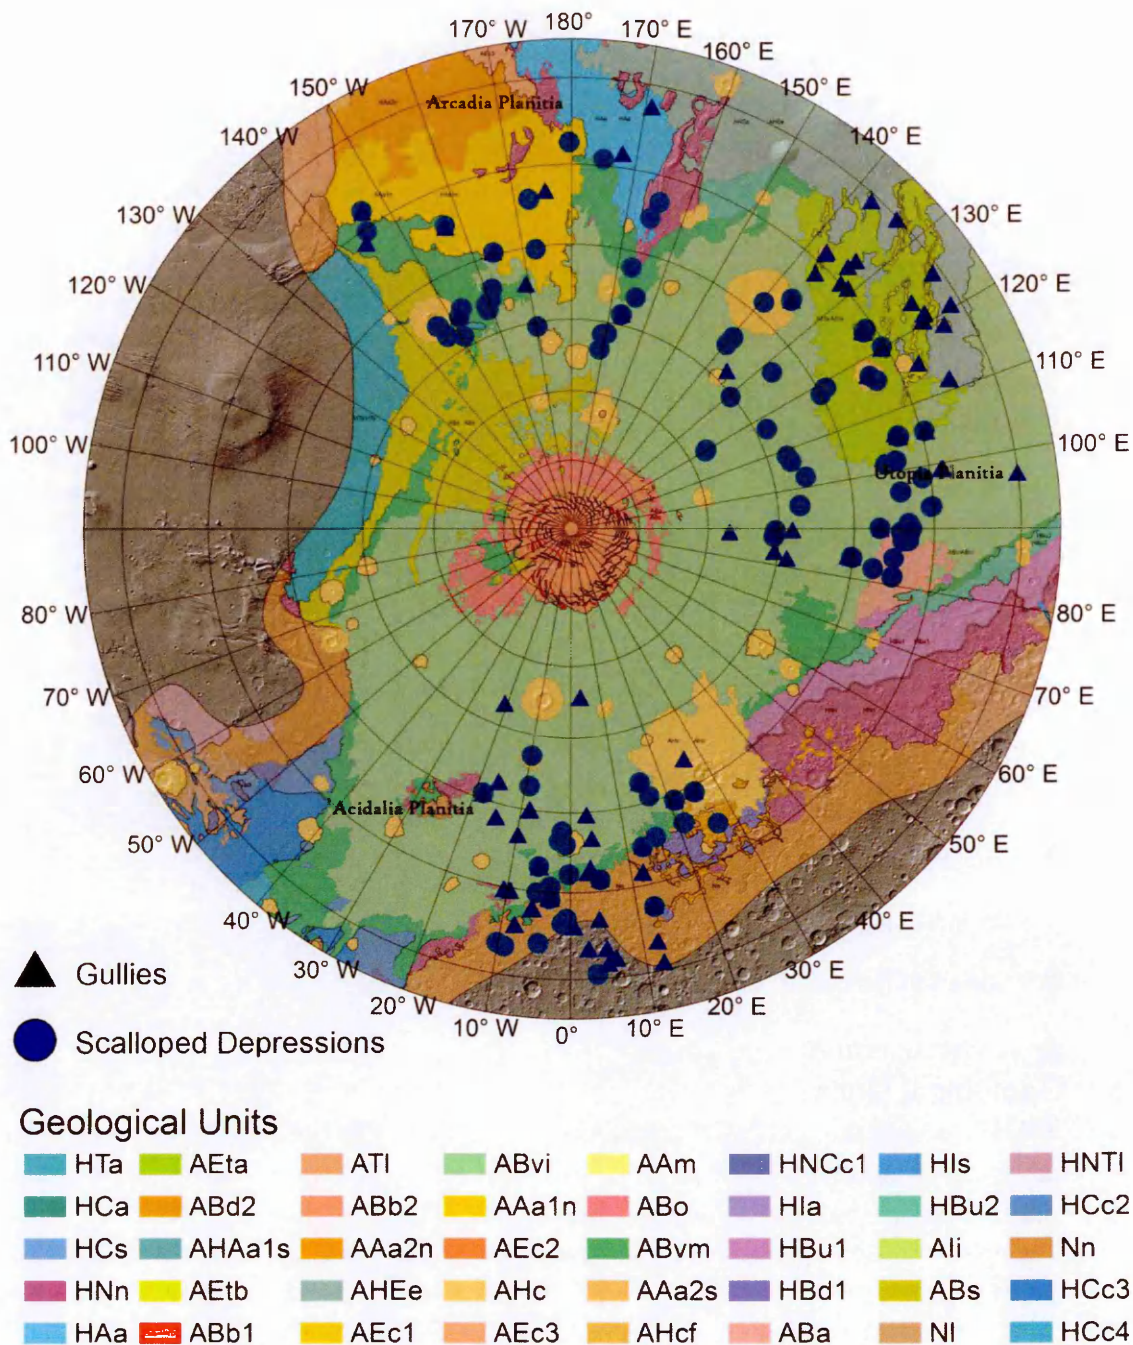 180°
170° W
170° E
160° E
150° W
150° E
Arcadia Planitia
140° W
140° E
130° W
130° E
120° W
120° E
110° W
110° E
100° W
100° E
Utopia Planitia
80° W
80° E
70° W
70° E
60° W
60° E
Acidalia Planitia
50° W
50° E
40° W
40° E
30° W
30° E
20° W
20° E
10° W
0°
10° E
Gullies
Scalloped Depressions
Geological Units
HTa AEta ATl ABvi AAm HNCc1 HIs HNTl
HCa ABd2 ABb2 AAa1n ABo HIa HBu2 HCc2
HCs AHAa1s AAa2n AEc2 ABvm HBu1 Ali Nn
HNn AEtb AHEe AHc AAa2s HBd1 ABs HCc3
HAa ABb1 AEc1 AEc3 AHcf ABa Nl HCc4